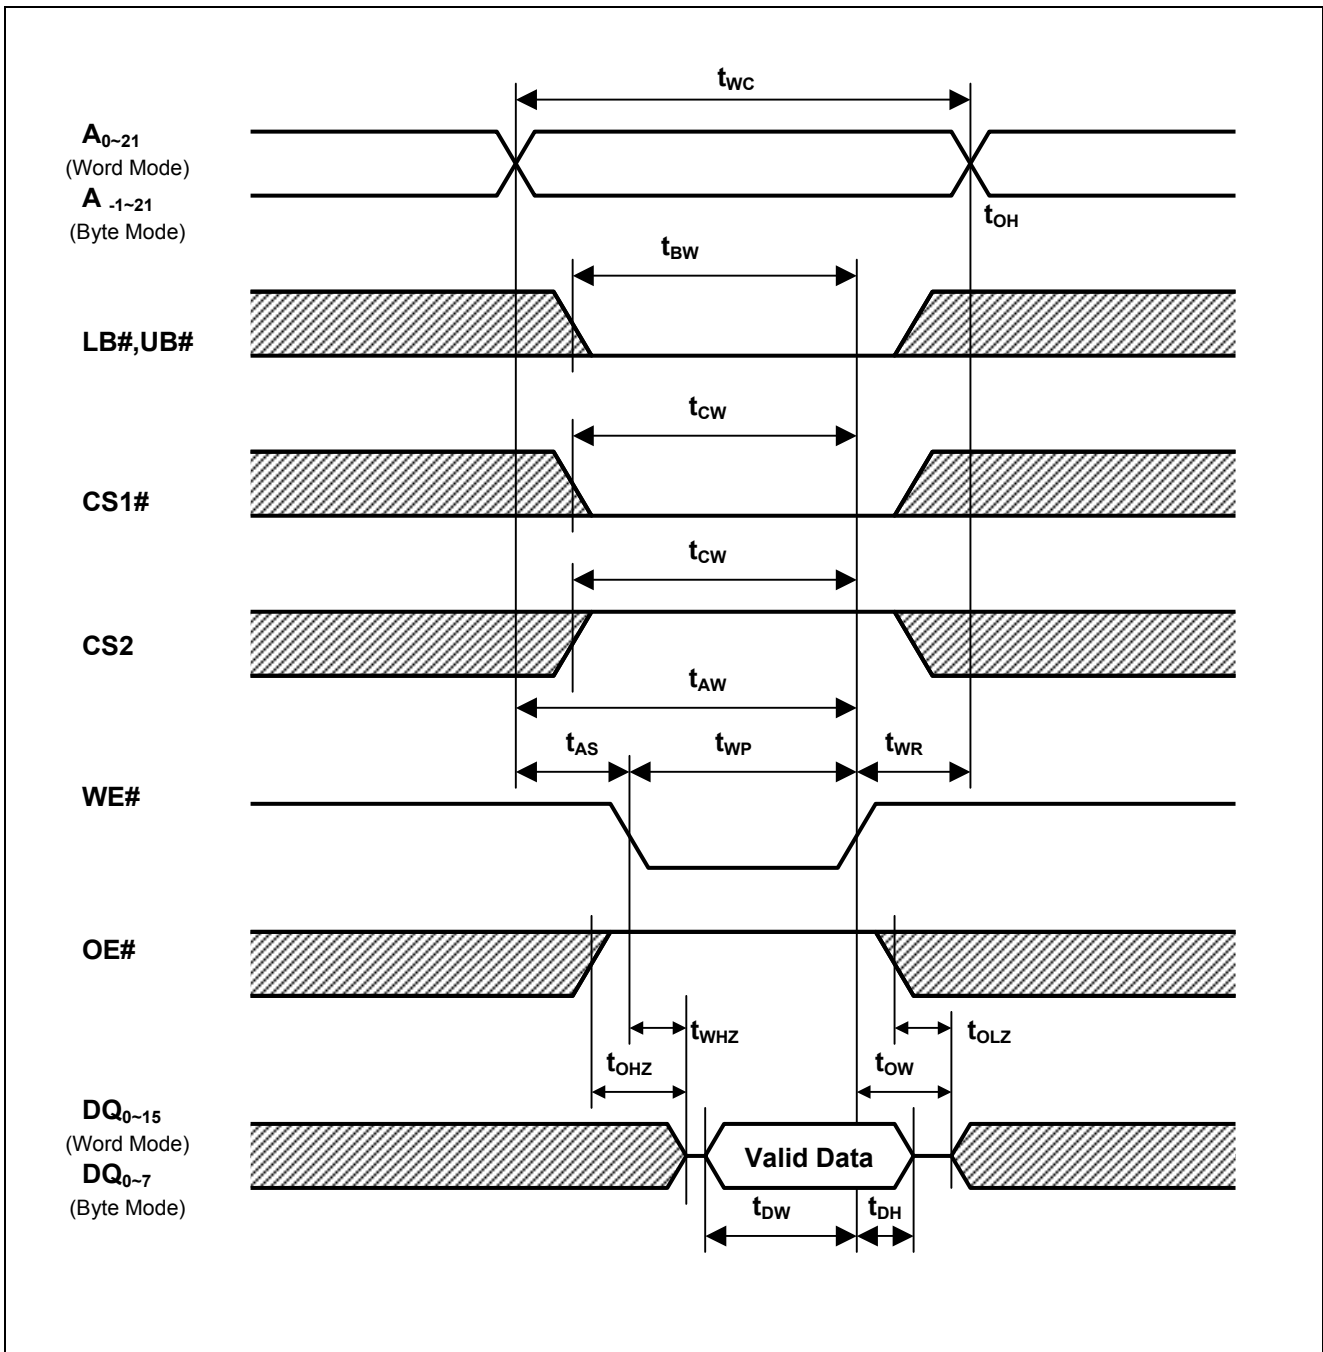 tWC
A0~21
(Word Mode)
A -1~21
(Byte Mode)
tOH
tBW
LB#,UB#
tCW
CS1#
tCW
CS2
tAW
tAS
tWP
tWR
WE#
OE#
tWHZ
tOLZ
tOHZ
tOW
DQ0~15
(Word Mode)
DQ0~7
(Byte Mode)
Valid Data
tDW
tDH